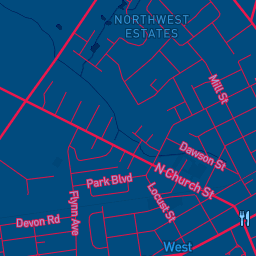 NORTHWEST
ESTATES
Mill St
Dawson St
N Church St
Park Blvd
Locust St
Flynn Ave
Devon Rd
West